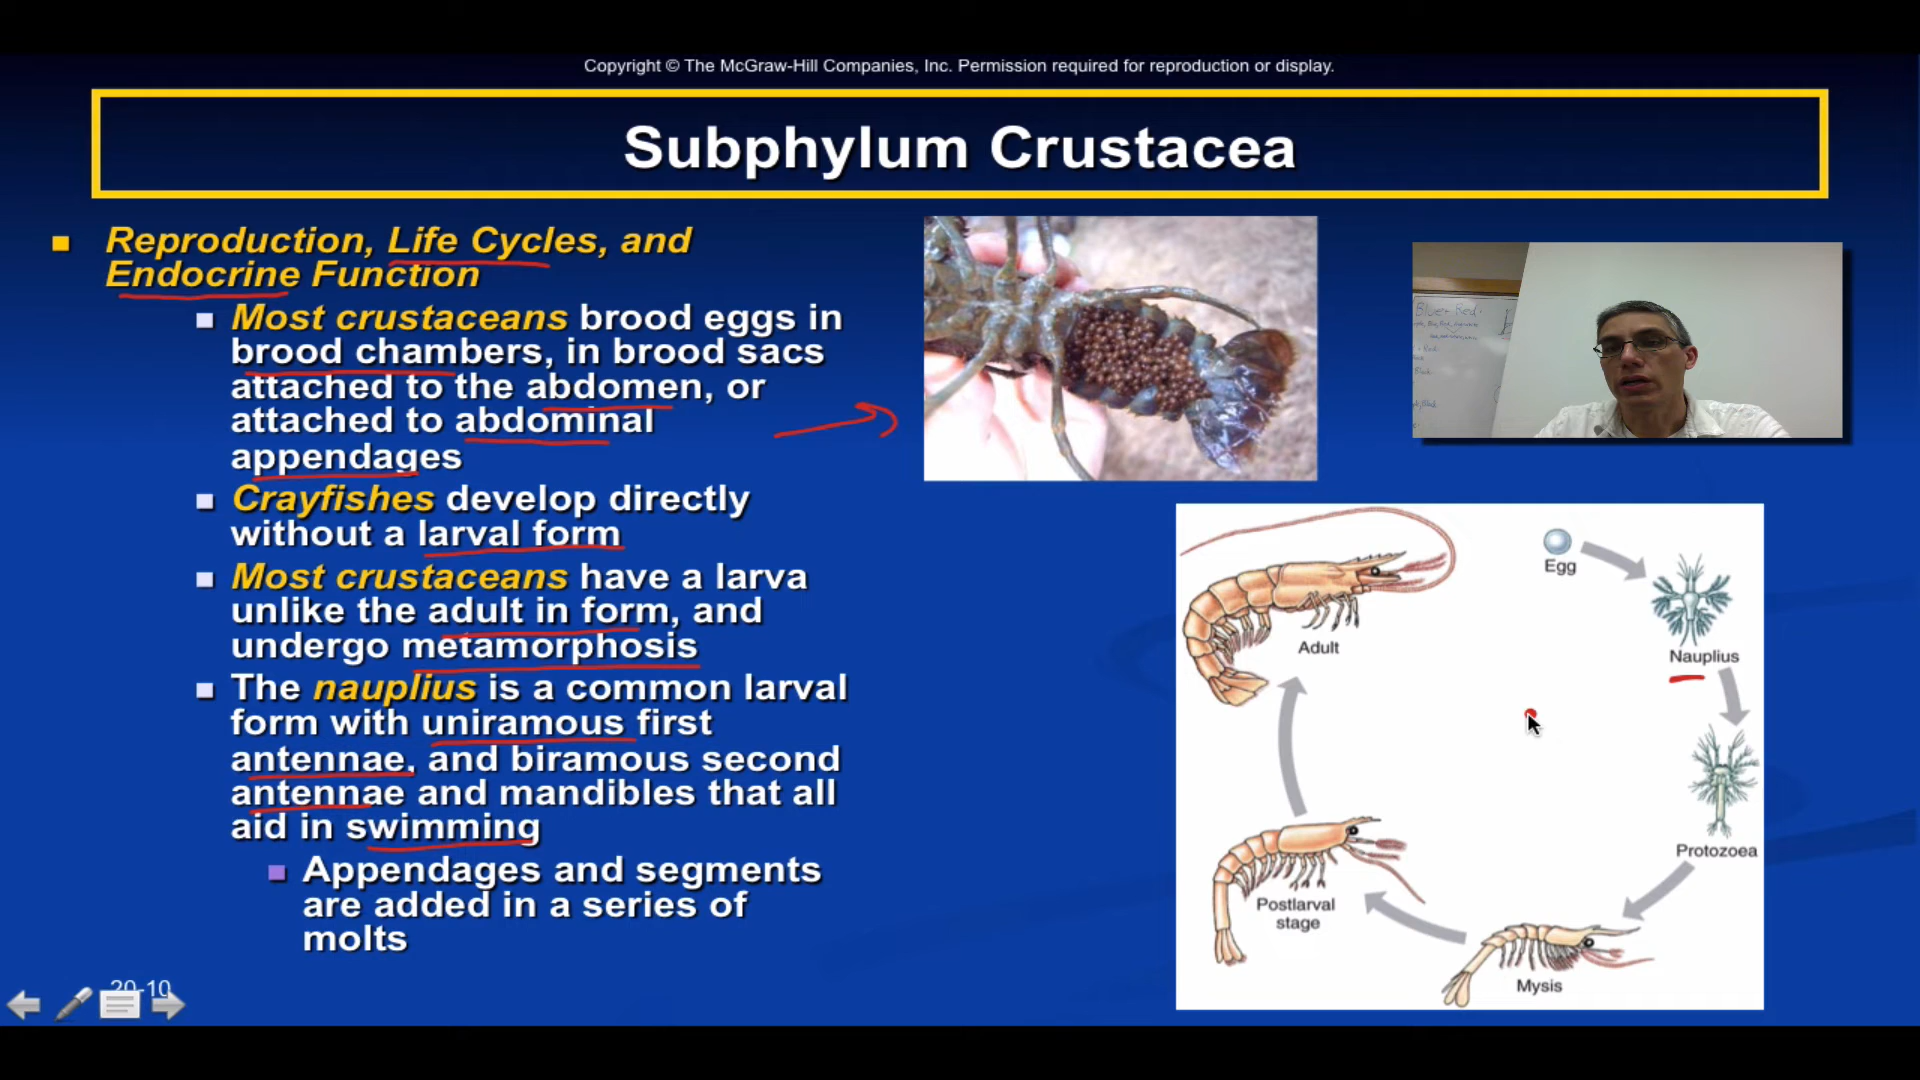 Copyright © The McGraw-Hill Companies, Inc. Permission required for reproduction or display.
Subphylum Crustacea
Reproduction, Life Cycles, and
Endocrine Function
Most crustaceans brood eggs in
brood chambers, in brood sacs
attached to the abdomen, or
attached to abdominal
appendages
Crayfishes develop directly
without a larval form
Most crustaceans have a larva
unlike the adult in form, and
undergo metamorphosis
The nauplius is a common larval
form with uniramous first
antennae, and biramous second
antennae and mandibles that all
aid in swimming
Appendages and segments
are added in a series of
molts
20-10
Blue + Red
Egg
Nauplius
Adult
Protozoea
Postlarval
stage
Mysis